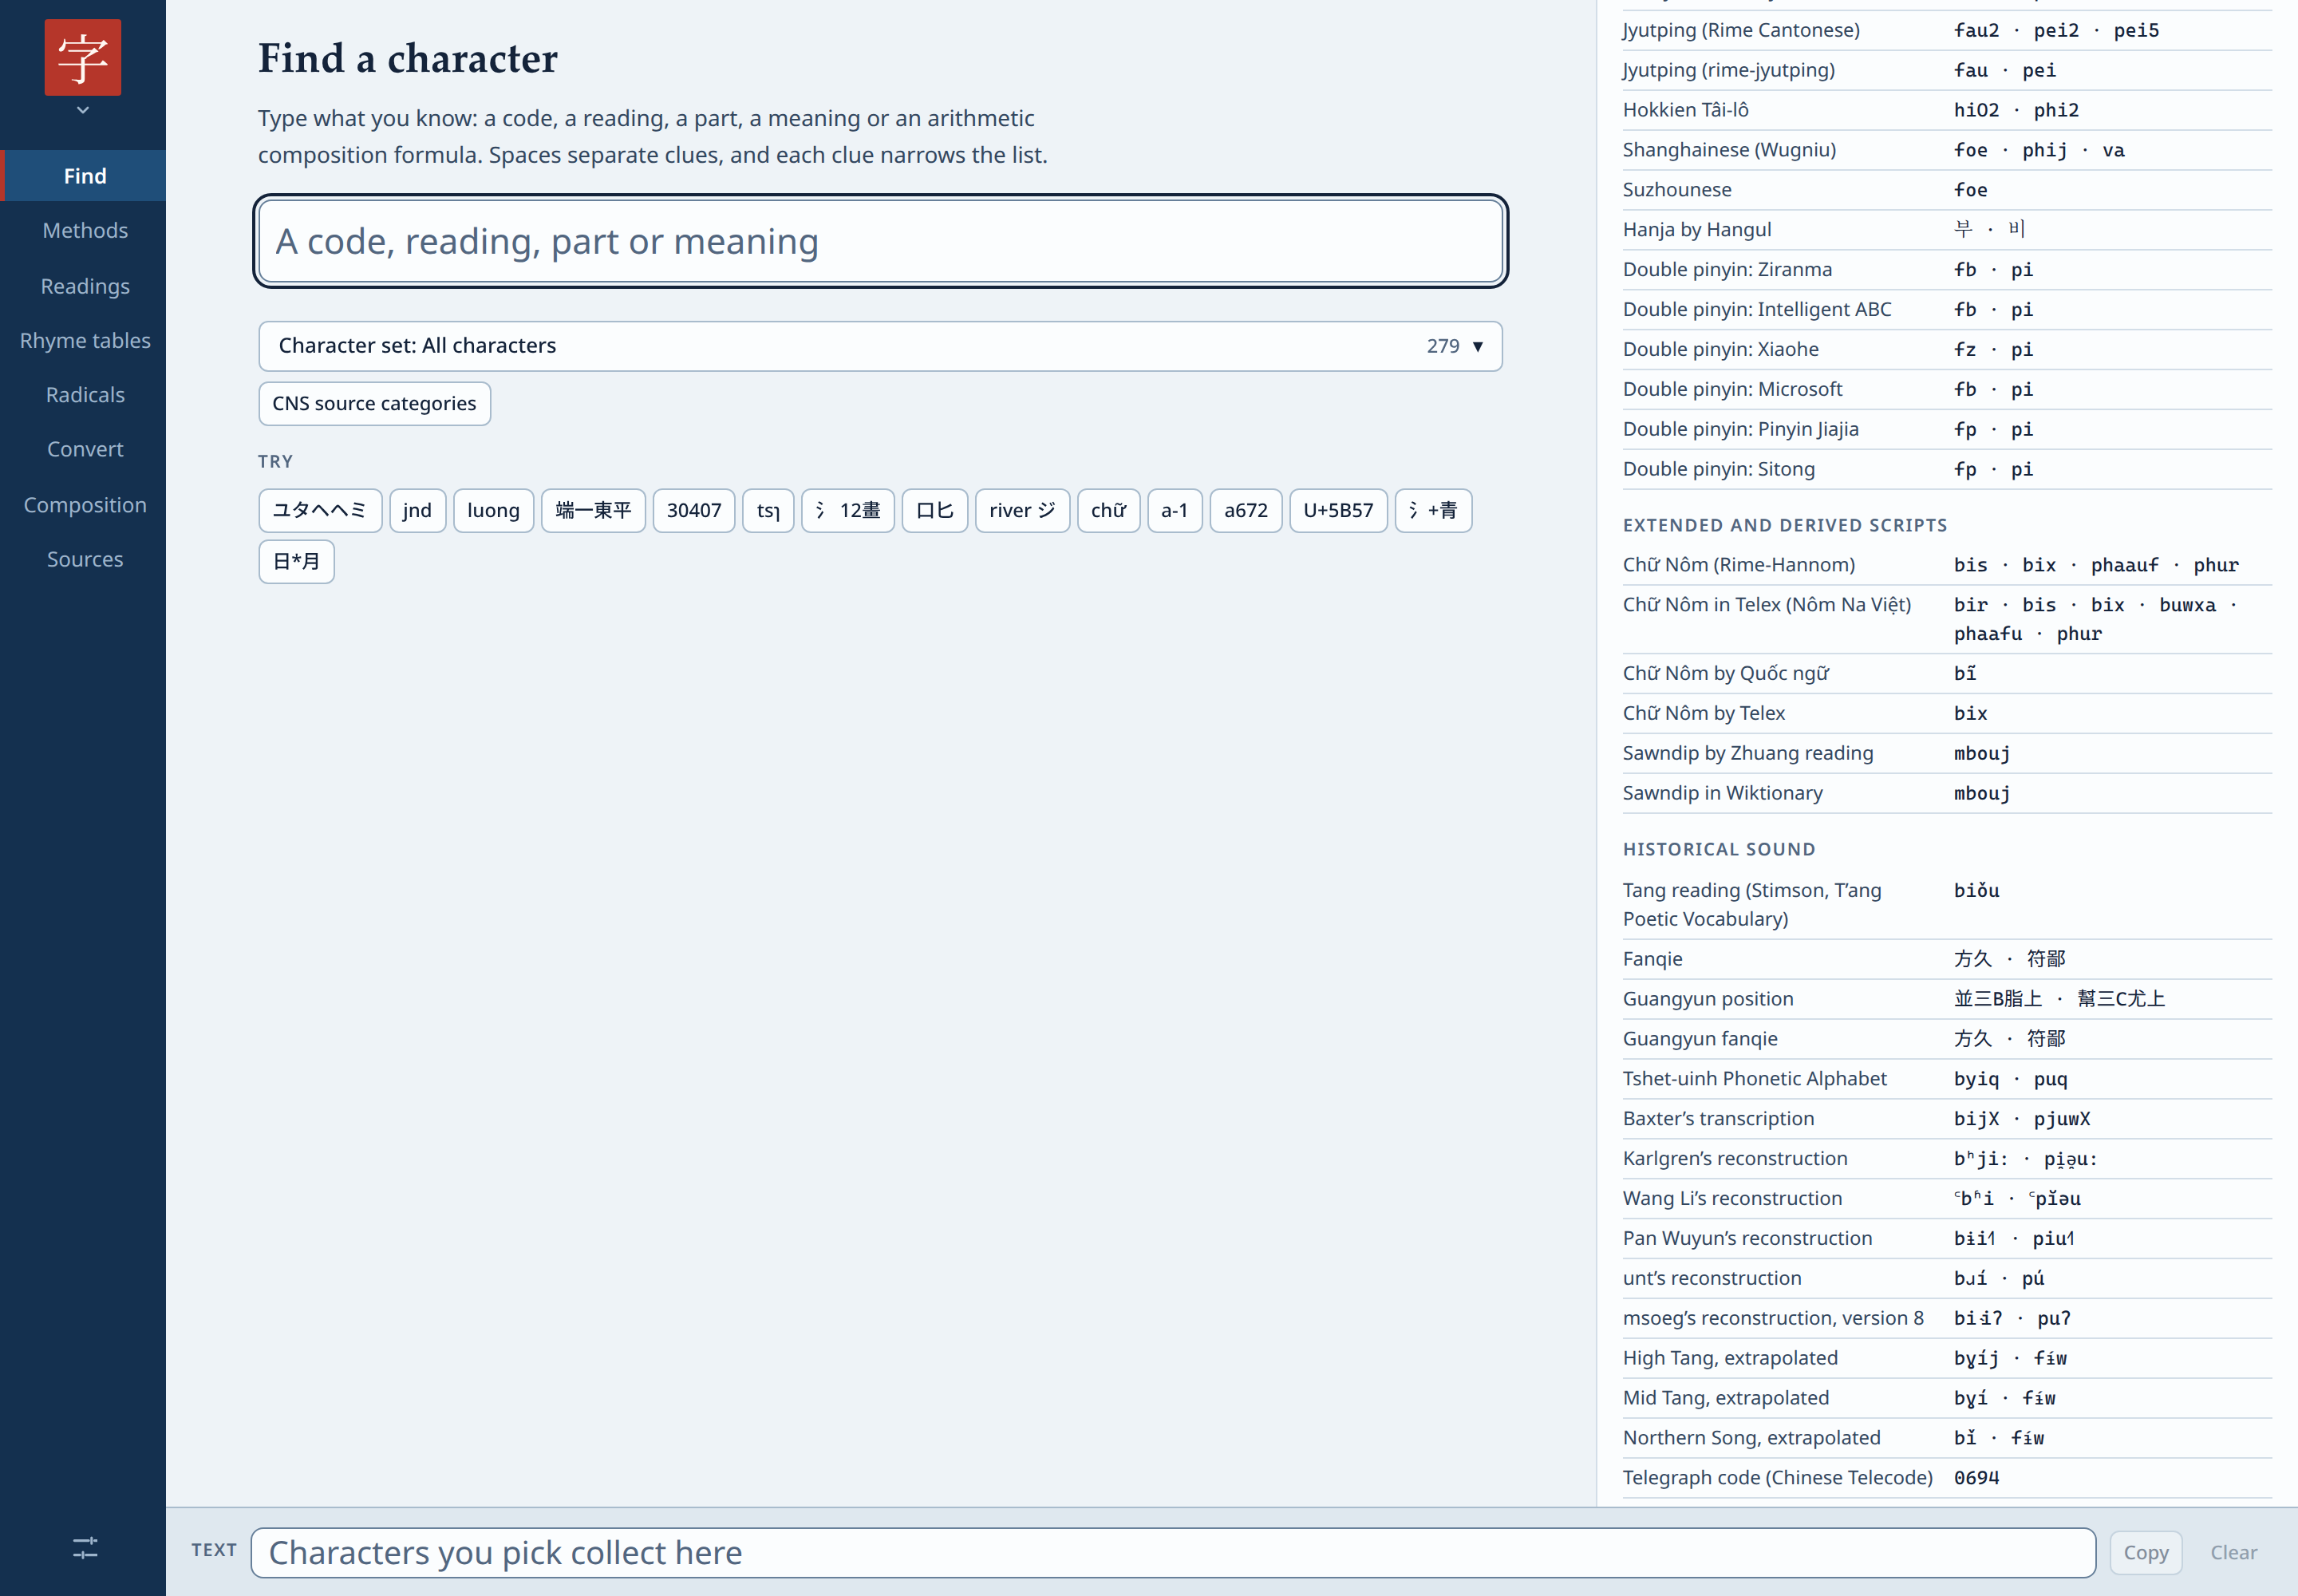 字
Find
Methods
Readings
Rhyme tables
Radicals
Convert
Composition
Sources
Find a character
Type what you know: a code, a reading, a part, a meaning or an arithmetic
composition formula. Spaces separate clues, and each clue narrows the list.
A code, reading, part or meaning
Character set: All characters 279 ▼
CNS source categories
TRY
ユタヘヘミ jnd luong 端一東平 30407 tsʅ 氵 12畫 口匕 river ジ chữ a-1 a672 U+5B57 氵+青
日*月
Jyutping (Rime Cantonese) fau2 · pei2 · pei5
Jyutping (rime-jyutping) fau · pei
Hokkien Tâi-lô hiO2 · phi2
Shanghainese (Wugniu) foe · phij · va
Suzhounese foe
Hanja by Hangul 부 · 비
Double pinyin: Ziranma fb · pi
Double pinyin: Intelligent ABC fb · pi
Double pinyin: Xiaohe fz · pi
Double pinyin: Microsoft fb · pi
Double pinyin: Pinyin Jiajia fp · pi
Double pinyin: Sitong fp · pi
EXTENDED AND DERIVED SCRIPTS
Chữ Nôm (Rime-Hannom) bis · bix · phaauf · phur
Chữ Nôm in Telex (Nôm Na Việt) bir · bis · bix · buwxa ·
phaafu · phur
Chữ Nôm by Quốc ngữ bĩ
Chữ Nôm by Telex bix
Sawndip by Zhuang reading mbouj
Sawndip in Wiktionary mbouj
HISTORICAL SOUND
Tang reading (Stimson, T’ang
Poetic Vocabulary) biǒu
Fanqie 方久 · 符鄙
Guangyun position 並三B脂上 · 幫三C尤上
Guangyun fanqie 方久 · 符鄙
Tshet-uinh Phonetic Alphabet byiq · puq
Baxter’s transcription bijX · pjuwX
Karlgren’s reconstruction bʰji: · pi̯ə̯u:
Wang Li’s reconstruction ᶜbʱi · ᶜpĭəu
Pan Wuyun’s reconstruction bɨi˧˥ · piu˧˥
unt’s reconstruction bɹí · pú
msoeg’s reconstruction, version 8 biɨʔ · puʔ
High Tang, extrapolated bɣíj · fɨ́w
Mid Tang, extrapolated bɣí · fɨ́w
Northern Song, extrapolated bǐ · fɨ́w
Telegraph code (Chinese Telecode) 0694
TEXT Characters you pick collect here Copy Clear